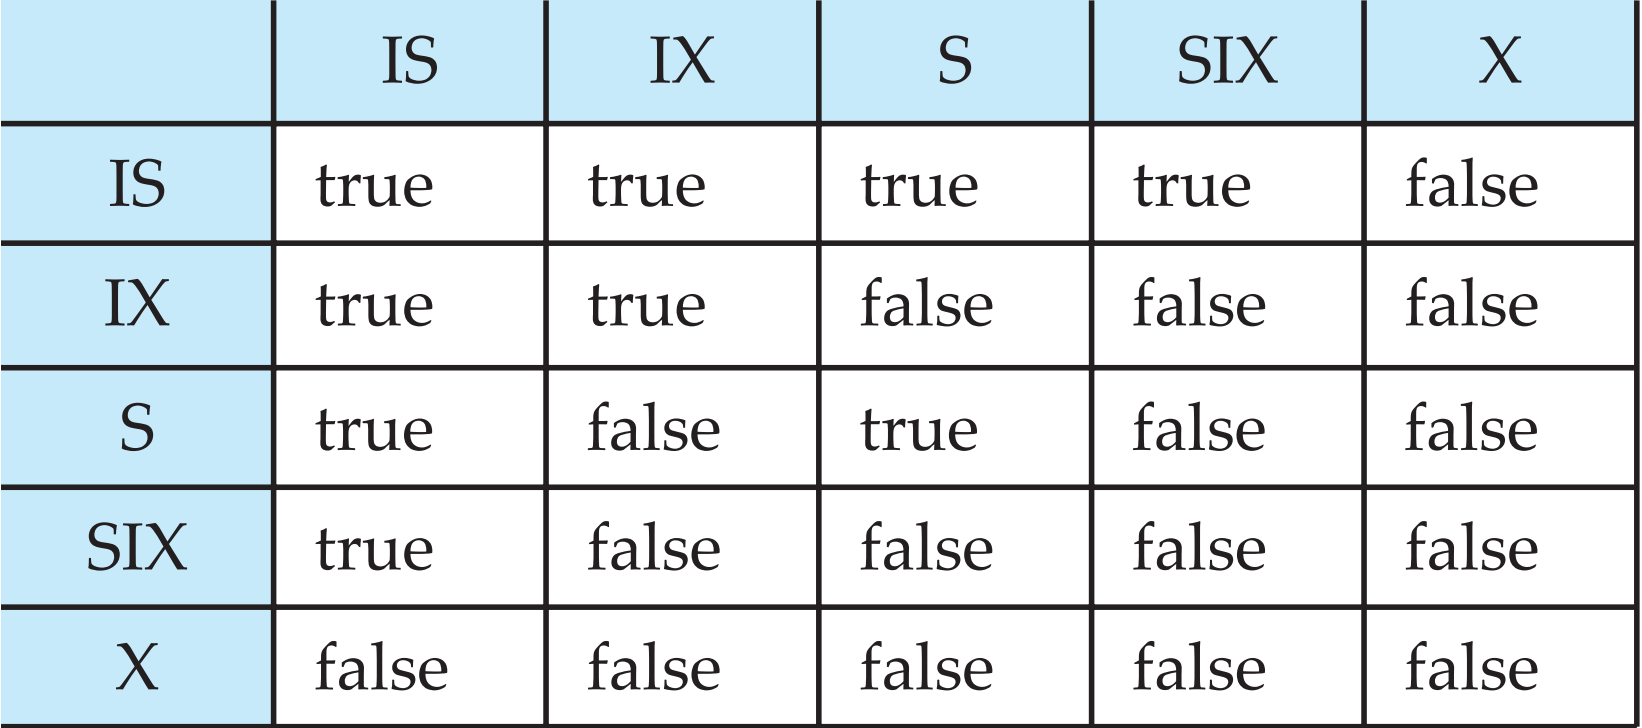 IS IX S SIX X
IS true true true true false
IX true true false false false
S true false true false false
SIX true false false false false
X false false false false false